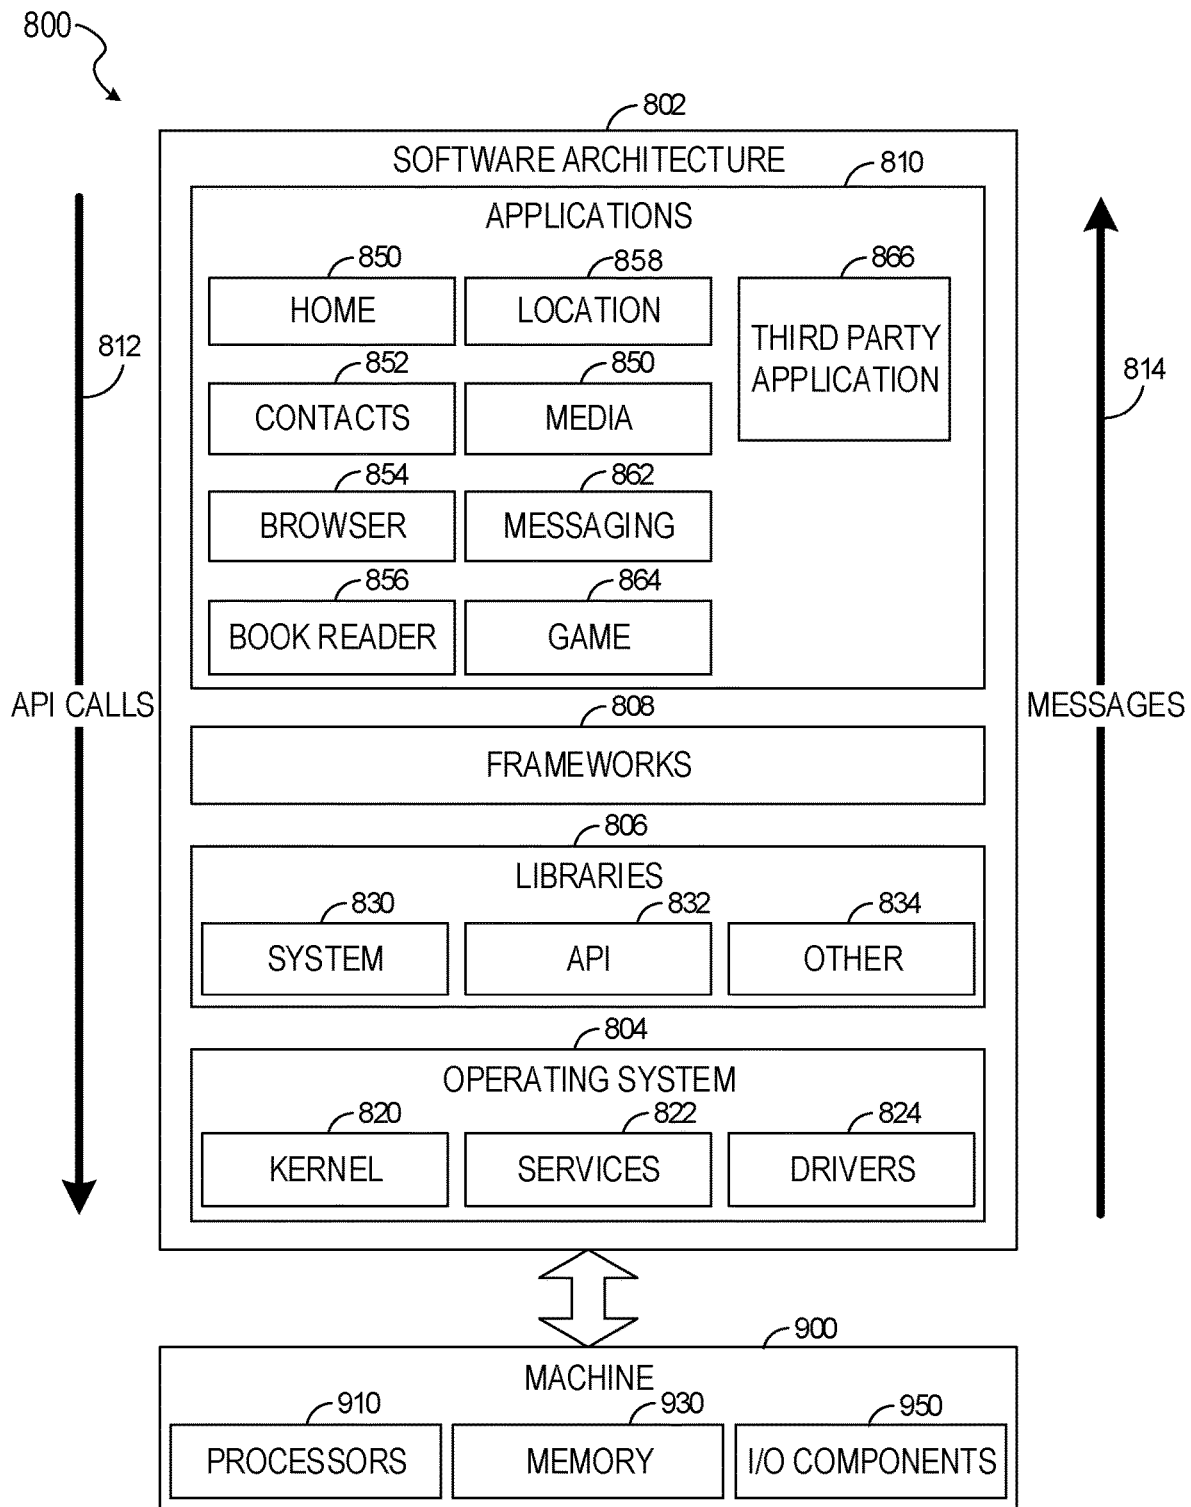 800
802
SOFTWARE ARCHITECTURE
810
APPLICATIONS
850 858 866
HOME LOCATION
THIRD PARTY
APPLICATION
812
852 850
CONTACTS MEDIA
814
854 862
BROWSER MESSAGING
856 864
BOOK READER GAME
API CALLS
MESSAGES
808
FRAMEWORKS
806
LIBRARIES
830 832 834
SYSTEM API OTHER
804
OPERATING SYSTEM
820 822 824
KERNEL SERVICES DRIVERS
900
MACHINE
910 930 950
PROCESSORS MEMORY I/O COMPONENTS